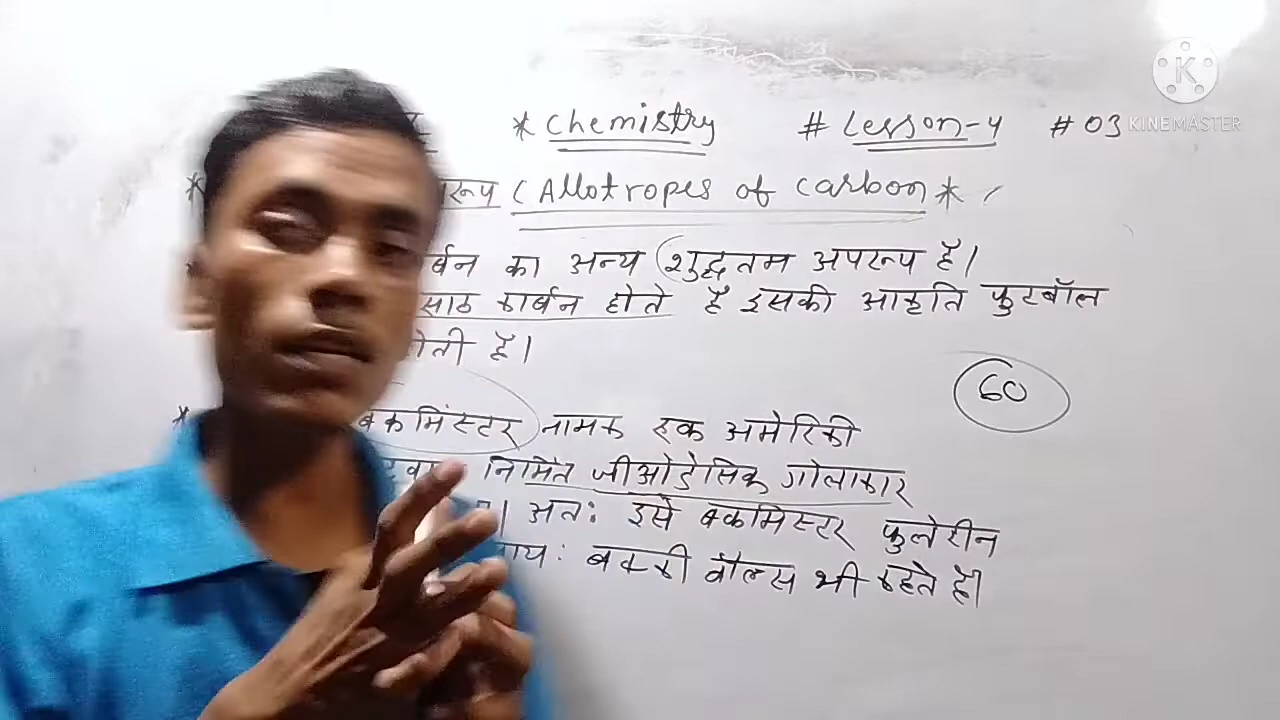 * Chemistry # Lesson-4 # 03
KINEMASTER
* रूप ( Allotropes of carbon *
र्बन का अन्य (शुद्धतम अपरूप है।
साठ कार्बन होते हैं इसकी आकृति फुटबॉल
होती है।
60
* बकमिंस्टर नामक एक अमेरिकी
निर्मित जीओडेसिक गोलाकार
अतः इसे बकमिस्टर फुलेरीन
बक्की बॉल्स भी कहते हैं।